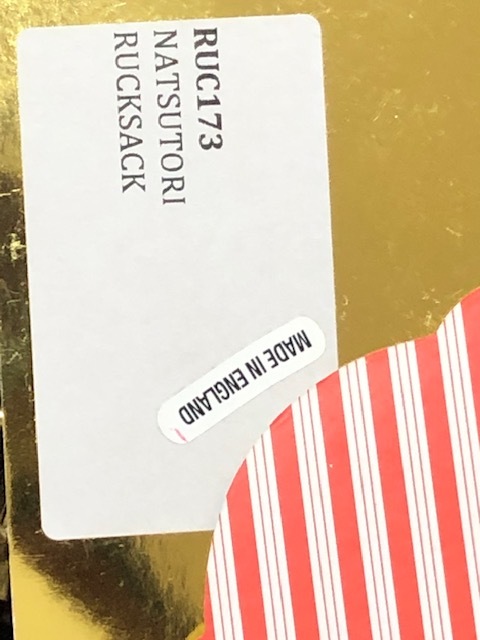 RUC173
NATSUTORI
RUCKSACK
MADE IN ENGLAND